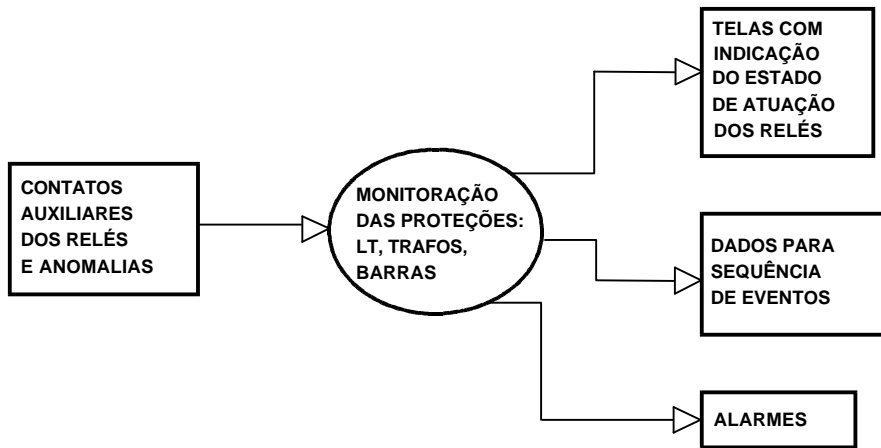 CONTATOS
AUXILIARES
DOS RELÉS
E ANOMALIAS
MONITORAÇÃO
DAS PROTEÇÕES:
LT, TRAFOS,
BARRAS
TELAS COM
INDICAÇÃO
DO ESTADO
DE ATUAÇÃO
DOS RELÉS
DADOS PARA
SEQUÊNCIA
DE EVENTOS
ALARMES